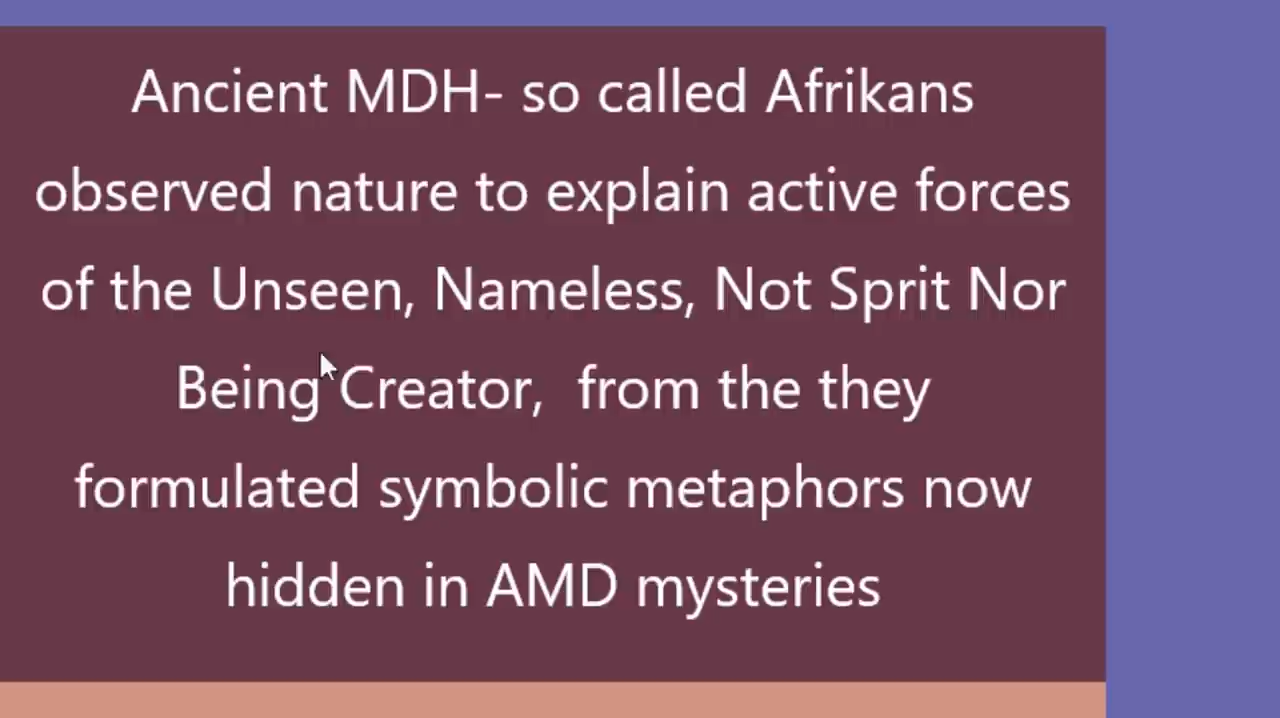 Ancient MDH- so called Afrikans
observed nature to explain active forces
of the Unseen, Nameless, Not Sprit Nor
Being Creator,  from the they
formulated symbolic metaphors now
hidden in AMD mysteries